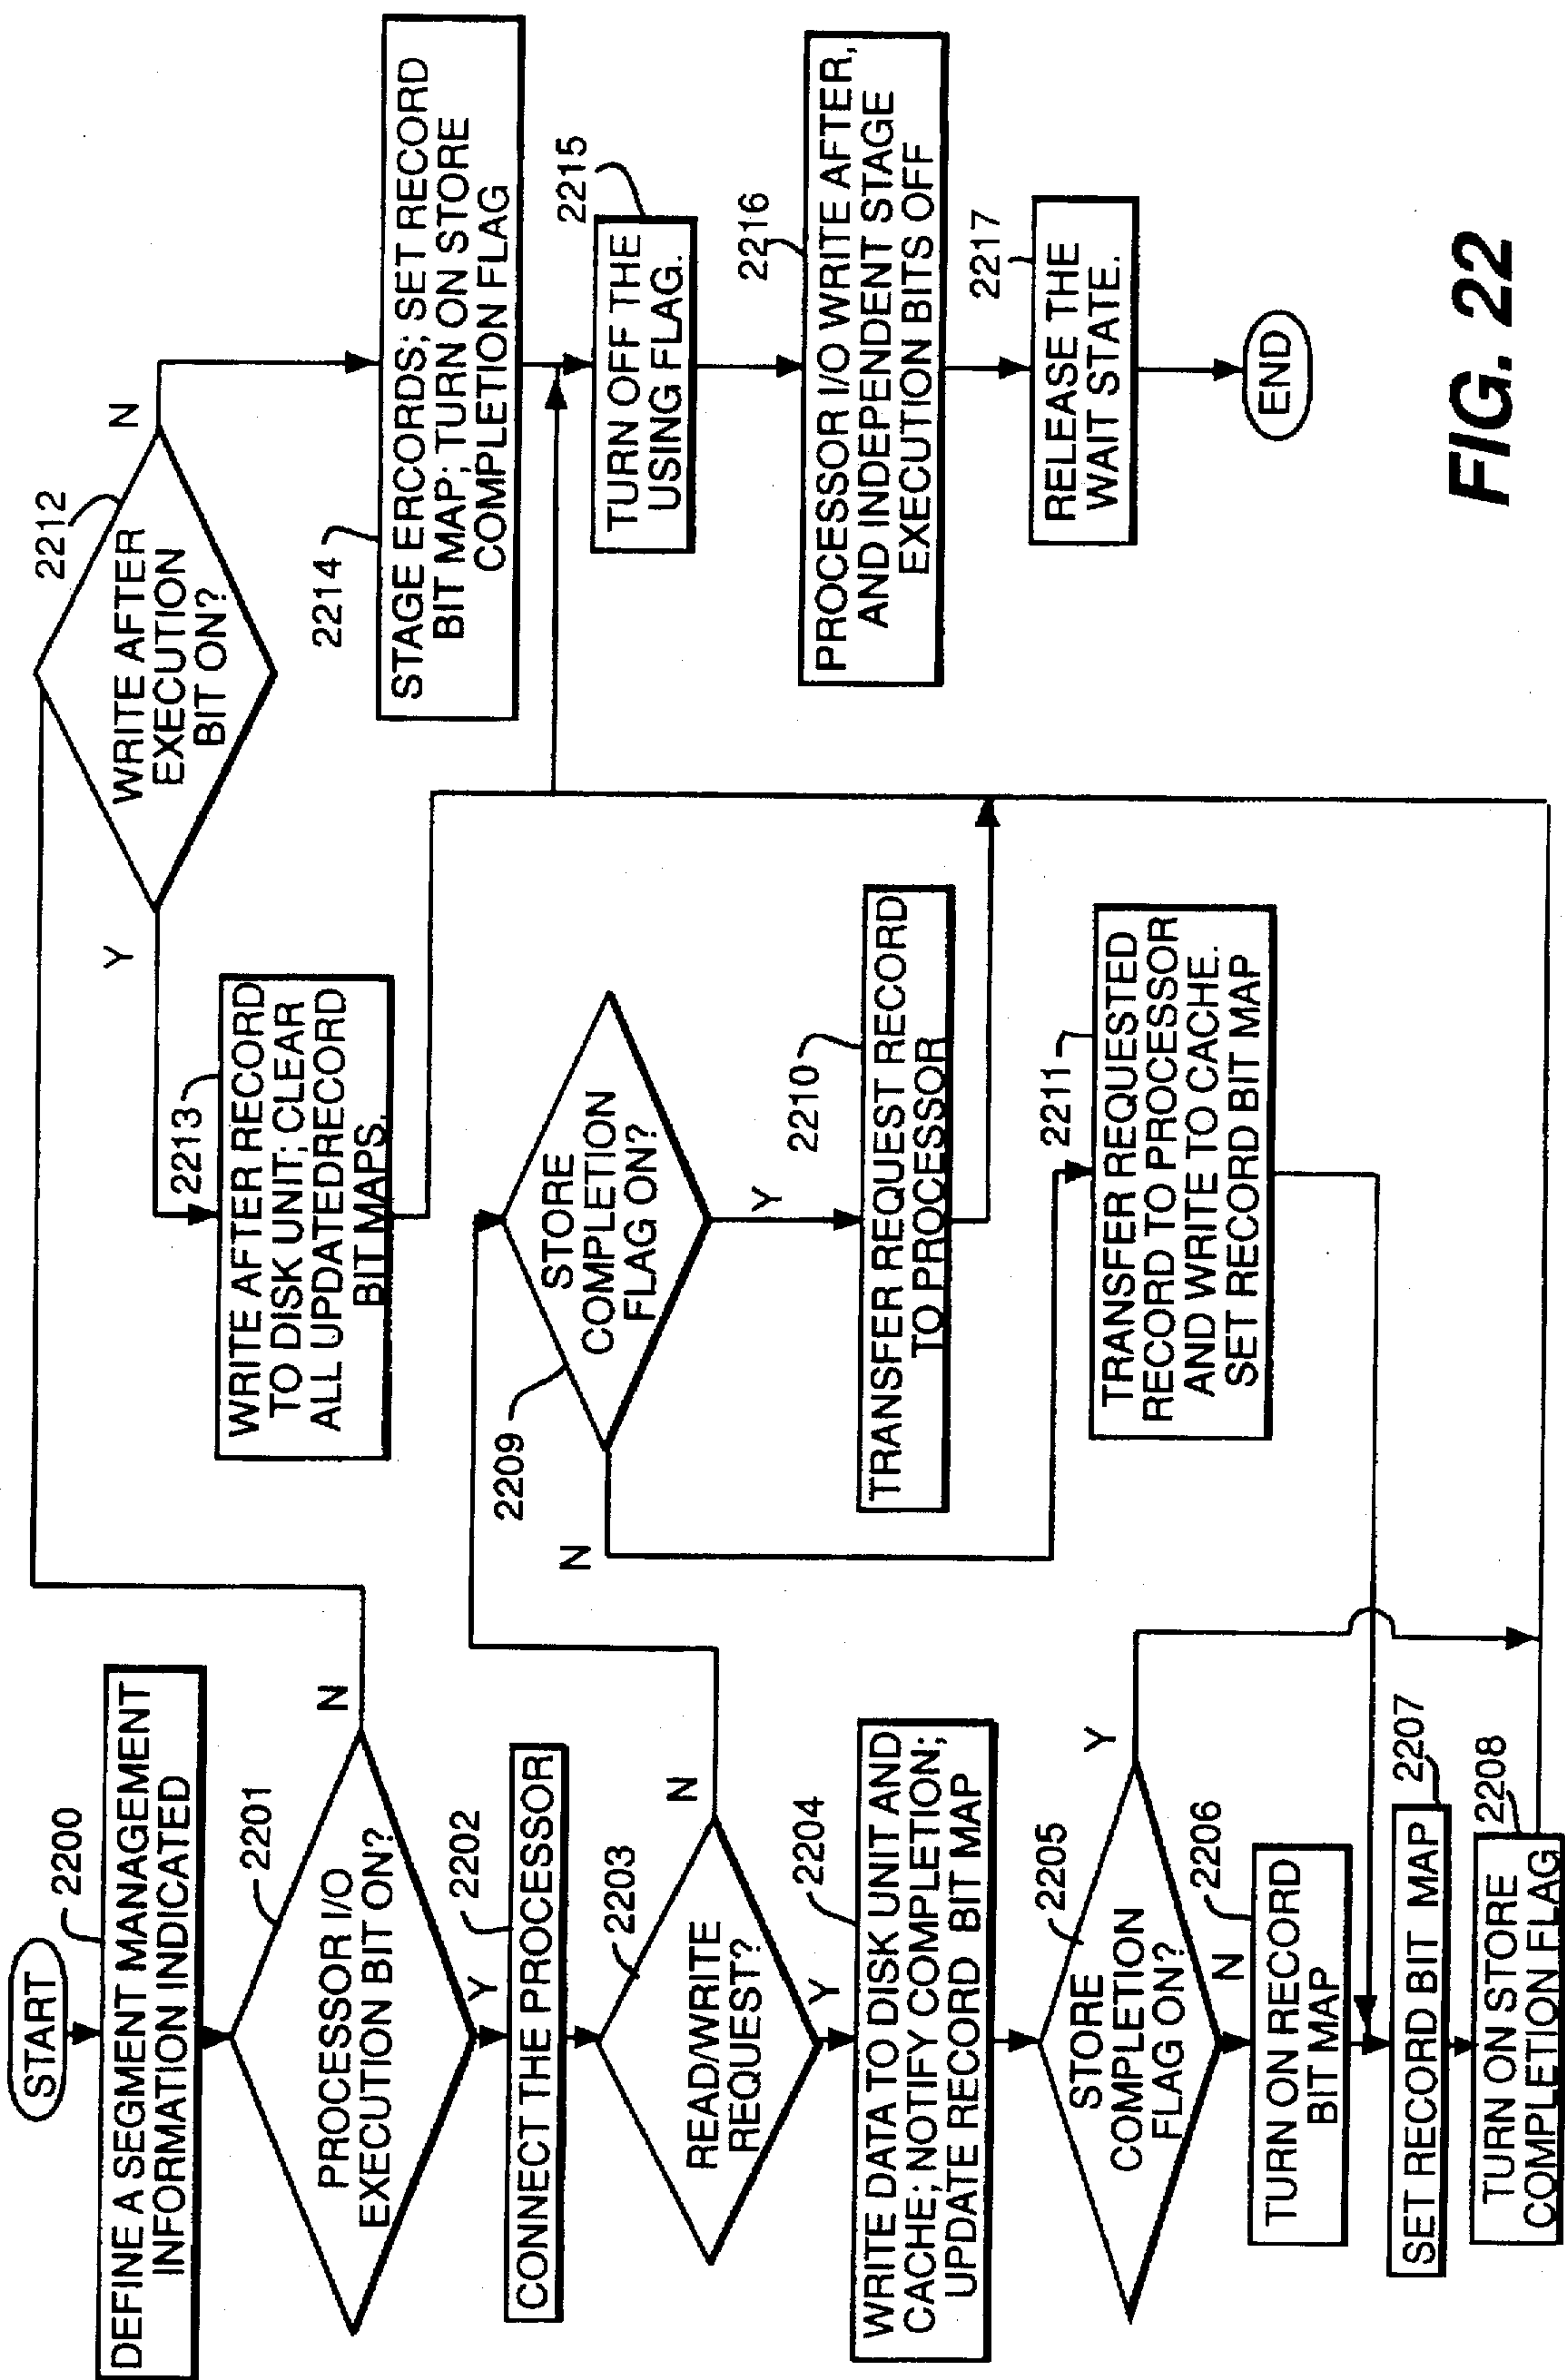 START
2200
DEFINE A SEGMENT MANAGEMENT
INFORMATION INDICATED
2201
PROCESSOR I/O
EXECUTION BIT ON?
N
Y
2202
CONNECT THE PROCESSOR
2203
READ/WRITE
REQUEST?
N
Y
2204
WRITE DATA TO DISK UNIT AND
CACHE; NOTIFY COMPLETION;
UPDATE RECORD BIT MAP
2205
STORE
COMPLETION
FLAG ON?
Y
N
2206
TURN ON RECORD
BIT MAP
2207
SET RECORD BIT MAP
2208
TURN ON STORE
COMPLETION FLAG
2209
STORE
COMPLETION
FLAG ON?
N
Y
2210
TRANSFER REQUEST RECORD
TO PROCESSOR
2211
TRANSFER REQUESTED
RECORD TO PROCESSOR
AND WRITE TO CACHE.
SET RECORD BIT MAP
2212
WRITE AFTER
EXECUTION
BIT ON?
Y
N
2213
WRITE AFTER RECORD
TO DISK UNIT; CLEAR
ALL UPDATEDRECORD
BIT MAPS.
2214
STAGE ERCORDS; SET RECORD
BIT MAP; TURN ON STORE
COMPLETION FLAG
2215
TURN OFF THE
USING FLAG.
2216
PROCESSOR I/O WRITE AFTER,
AND INDEPENDENT STAGE
EXECUTION BITS OFF
2217
RELEASE THE
WAIT STATE.
END
FIG. 22